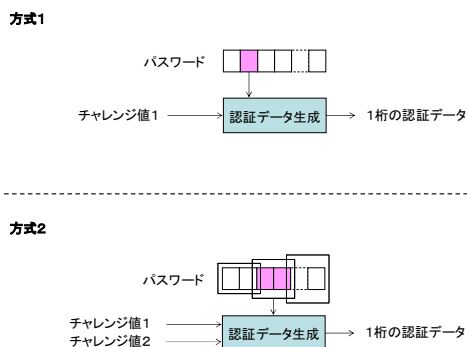 方式1
パスワード
チャレンジ値1
認証データ生成
1桁の認証データ
方式2
パスワード
チャレンジ値1
チャレンジ値2
認証データ生成
1桁の認証データ